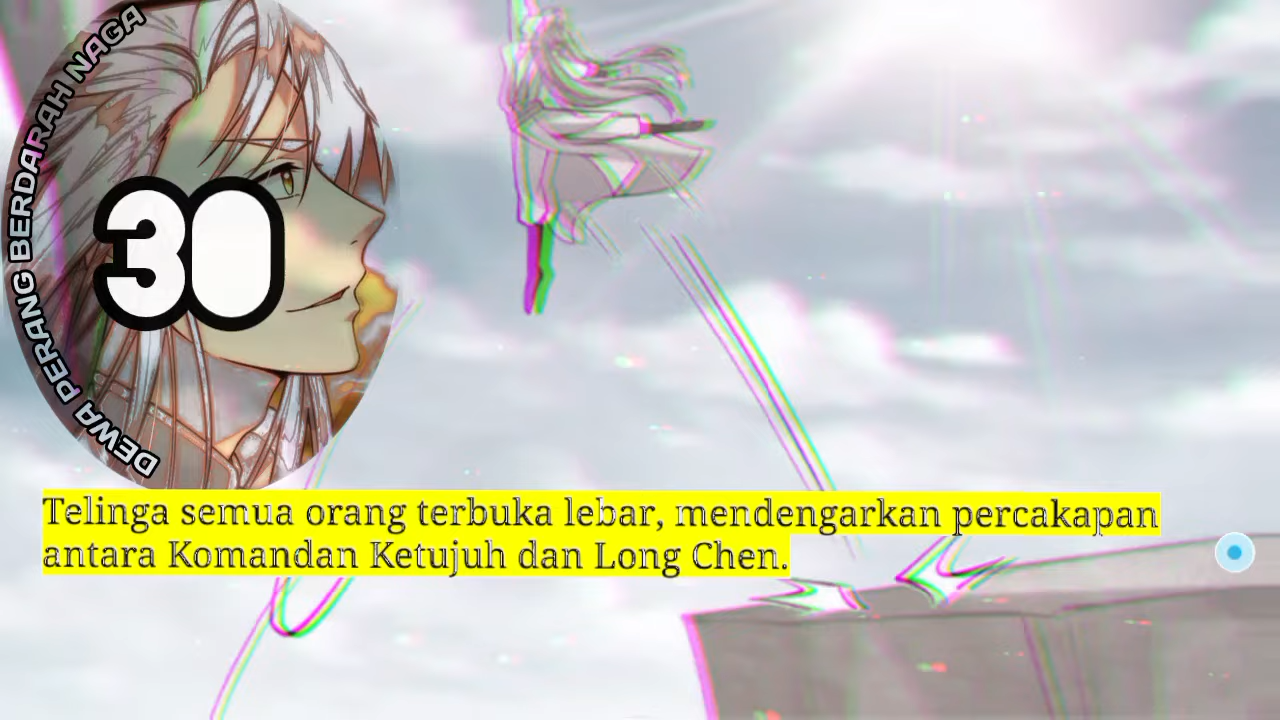 DEWA PERANG BERDARAH NAGA
30
Telinga semua orang terbuka lebar, mendengarkan percakapan
antara Komandan Ketujuh dan Long Chen.